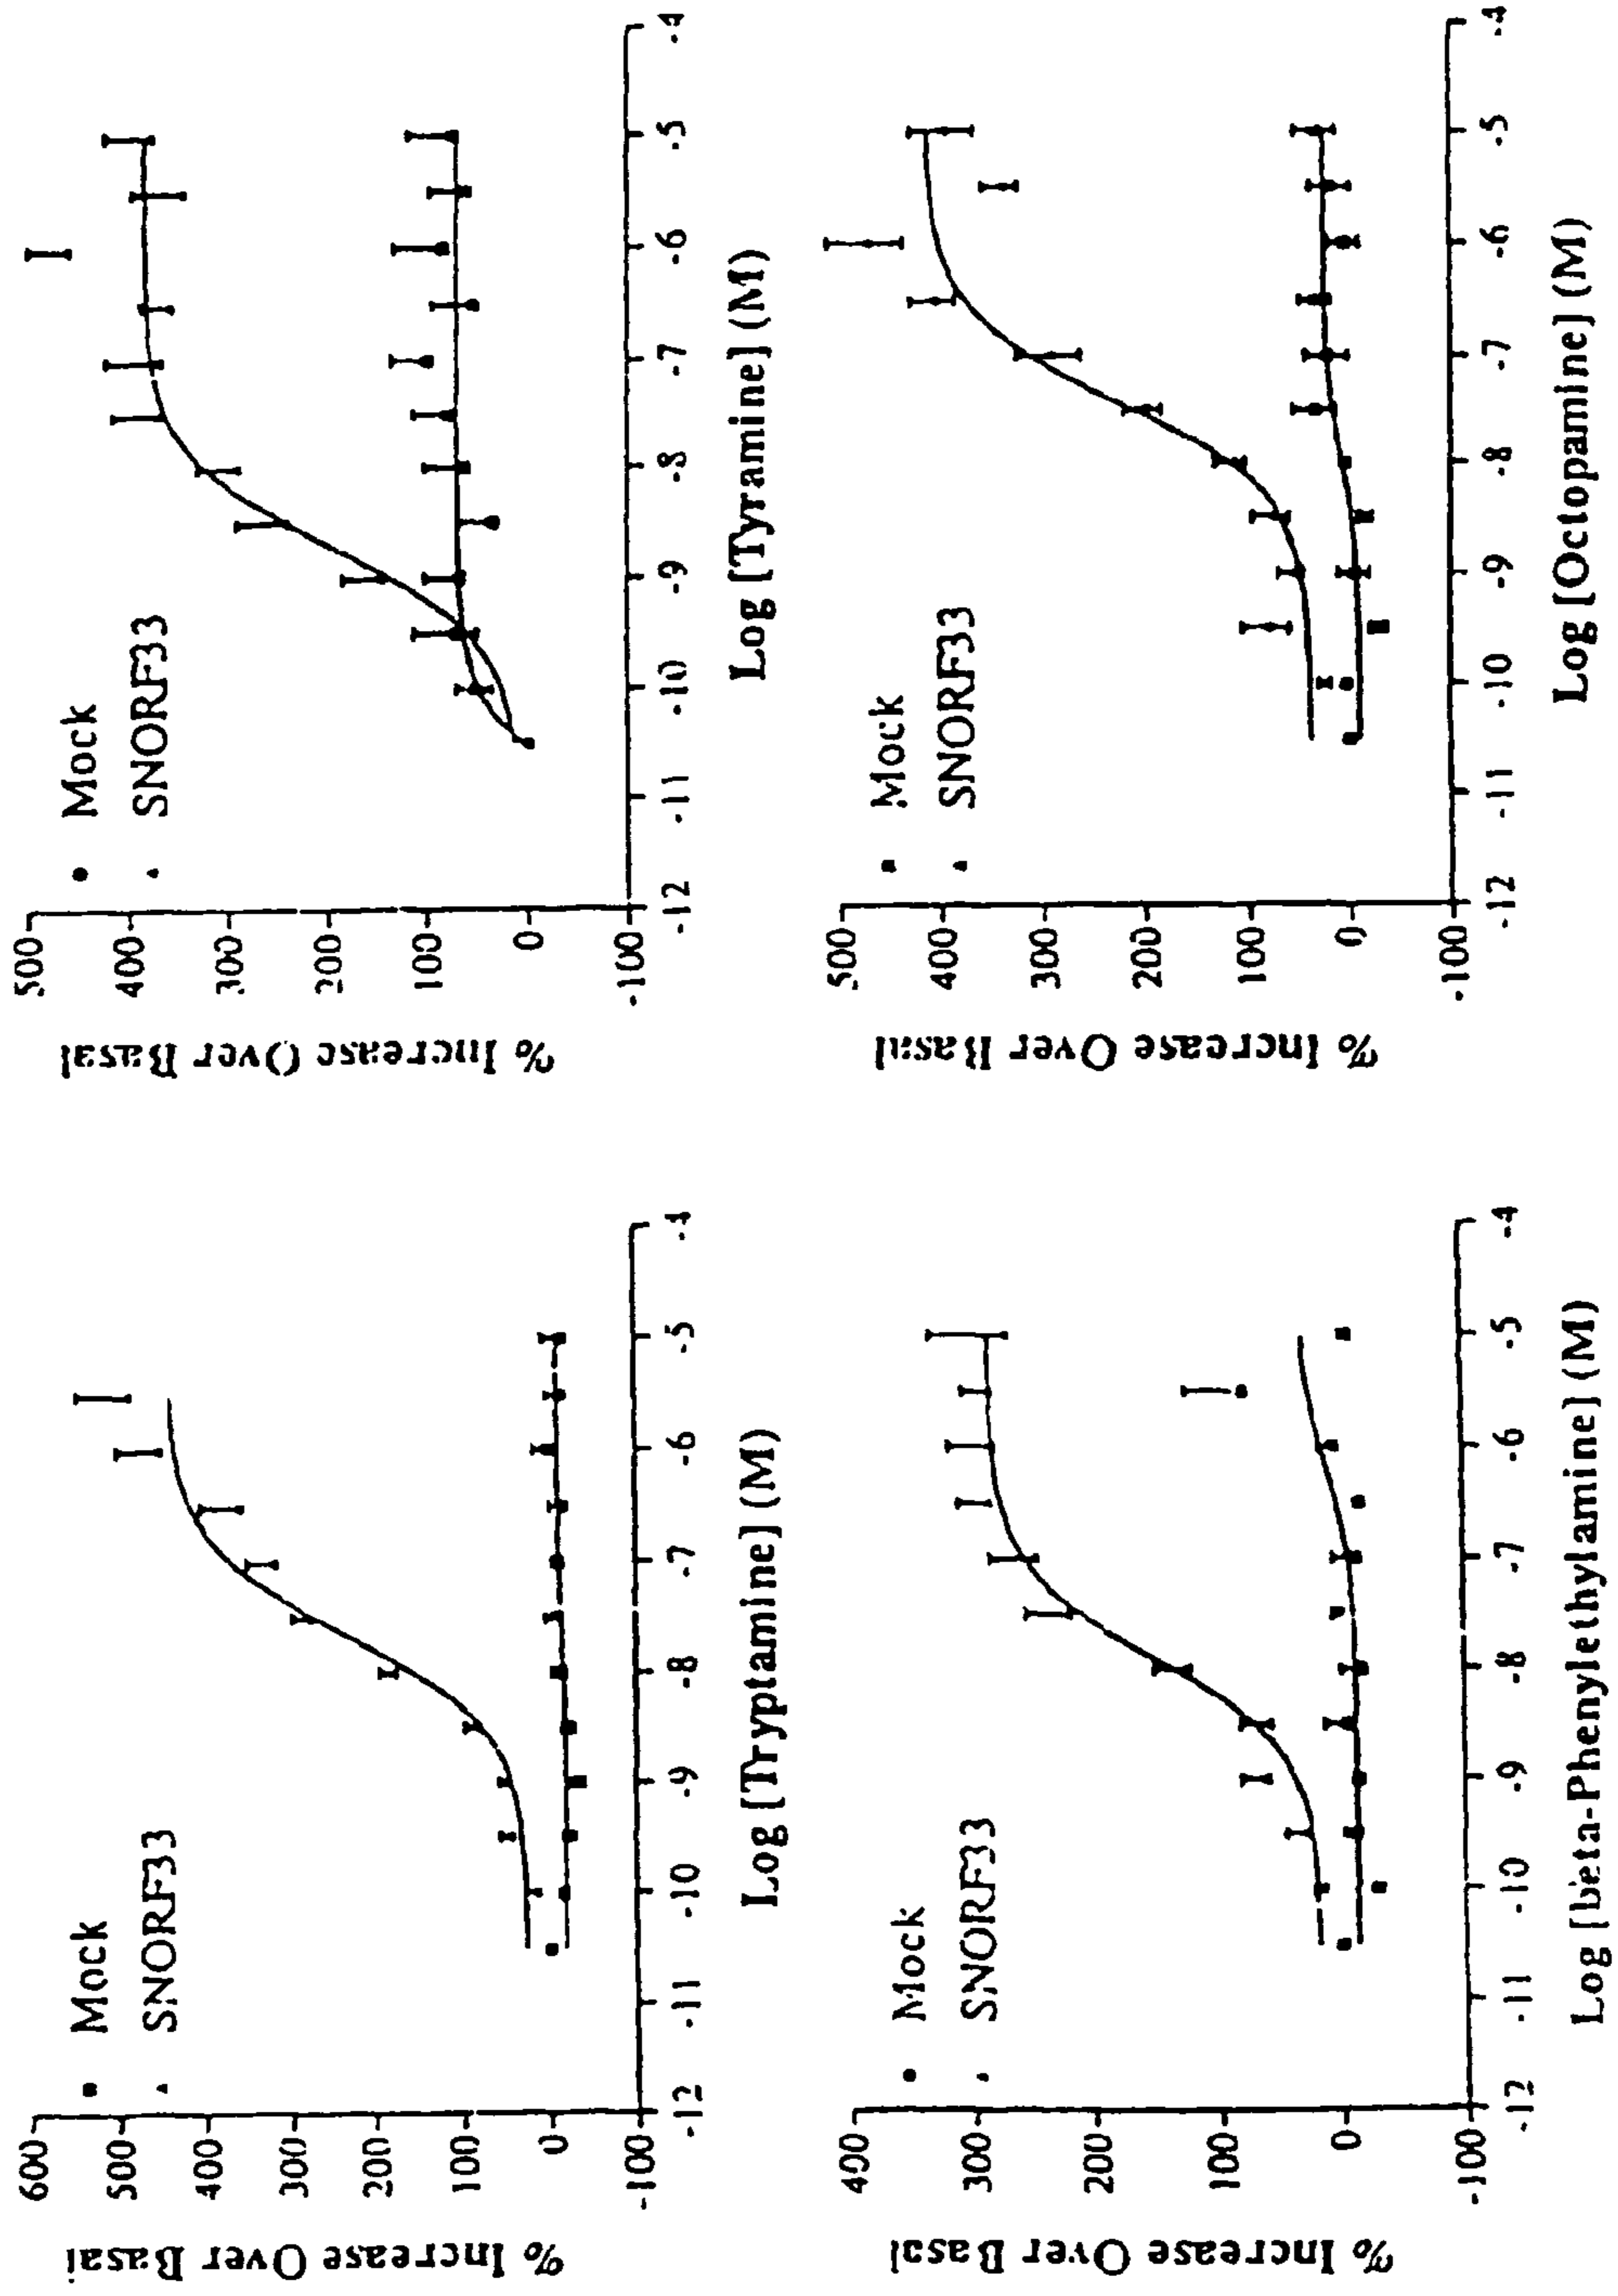 % Increase Over Basal
600
500
400
300
200
100
0
-100
■ Mock
▲ SNORF33
-12 -11 -10 -9 -8 -7 -6 -5 -4
Log [Tryptamine] (M)
% Increase Over Basal
500
400
300
200
100
0
-100
● Mock
▲ SNORF33
-12 -11 -10 -9 -8 -7 -6 -5 -4
Log [Tyramine] (M)
% Increase Over Basal
400
300
200
100
0
-100
● Mock
▲ SNORF33
-12 -11 -10 -9 -8 -7 -6 -5 -4
Log [beta-Phenylethylamine] (M)
% Increase Over Basal
500
400
300
200
100
0
-100
■ Mock
▲ SNORF33
-12 -11 -10 -9 -8 -7 -6 -5 -4
Log [Octopamine] (M)